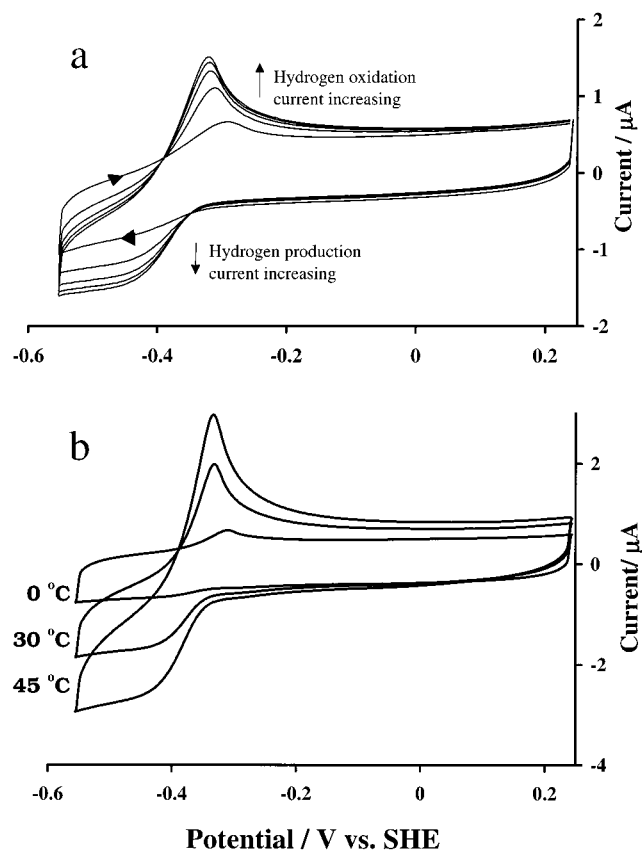 a
Hydrogen oxidation
current increasing
Hydrogen production
current increasing
2
1
0
-1
-2
Current / μA
-0.6
-0.4
-0.2
0
0.2
b
0 °C
30 °C
45 °C
2
0
-2
-4
Current/ μA
-0.6
-0.4
-0.2
0
0.2
Potential / V vs. SHE